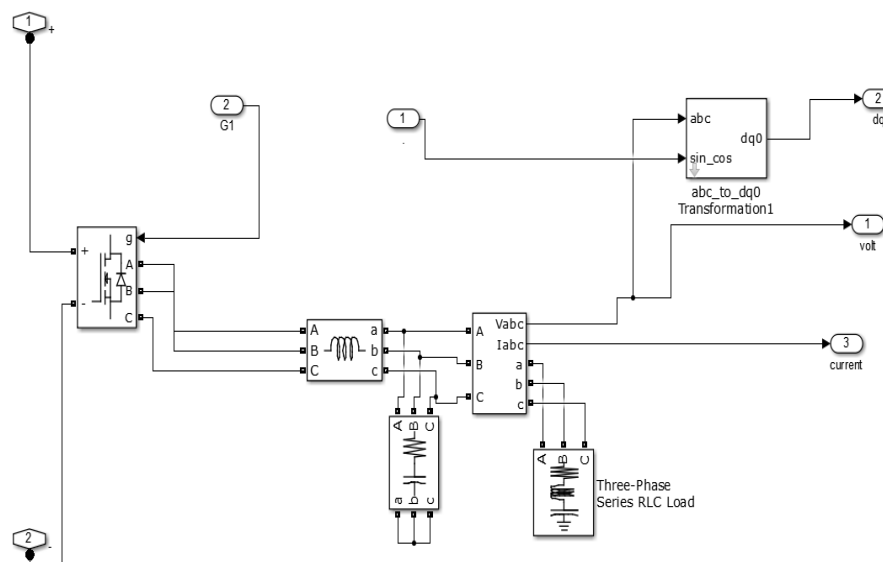 1
+
2
G1
1
.
abc
dq0
sin_cos
abc_to_dq0
Transformation1
2
dq
1
volt
g
+
A
B
-
C
A
a
B
b
C
c
A
Vabc
Iabc
B
a
b
C
c
3
current
A
B
C
a
b
c
A
B
C
Three-Phase
Series RLC Load
2
-